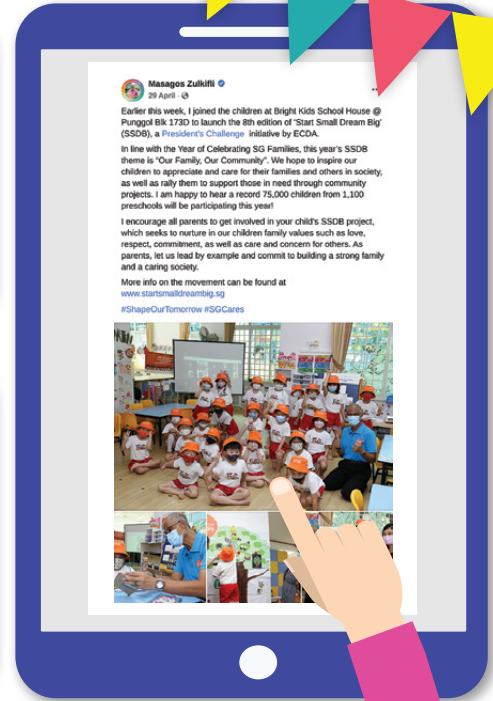 Masagos Zulkifli
29 April ·
Earlier this week, I joined the children at Bright Kids School House @
Punggol Blk 173D to launch the 8th edition of 'Start Small Dream Big'
(SSDB), a President's Challenge initiative by ECDA.
In line with the Year of Celebrating SG Families, this year's SSDB
theme is "Our Family, Our Community". We hope to inspire our
children to appreciate and care for their families and others in society,
as well as rally them to support those in need through community
projects. I am happy to hear a record 75,000 children from 1,100
preschools will be participating this year!
I encourage all parents to get involved in your child's SSDB project,
which seeks to nurture in our children family values such as love,
respect, commitment, as well as care and concern for others. As
parents, let us lead by example and commit to building a strong family
and a caring society.
More info on the movement can be found at
www.startsmalldreambig.sg
#ShapeOurTomorrow #SGCares